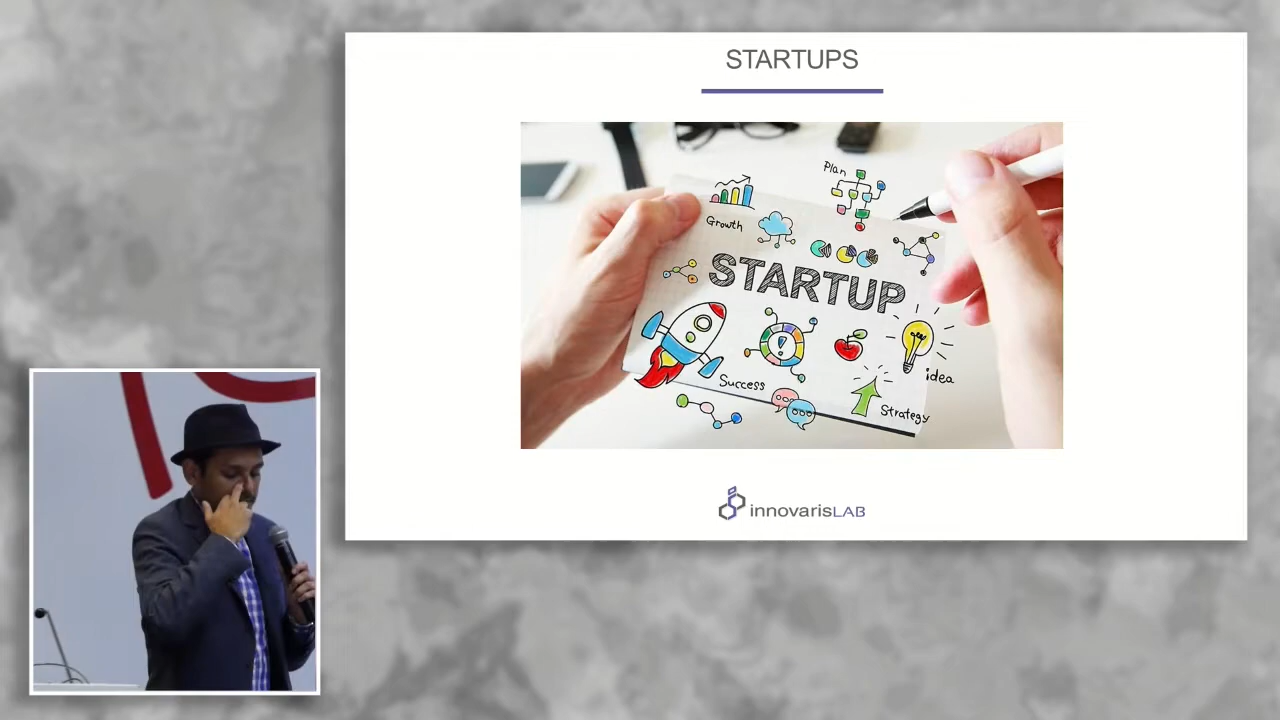 STARTUPS
Plan
Growth
STARTUP
Success
idea
Strategy
innovarisLAB